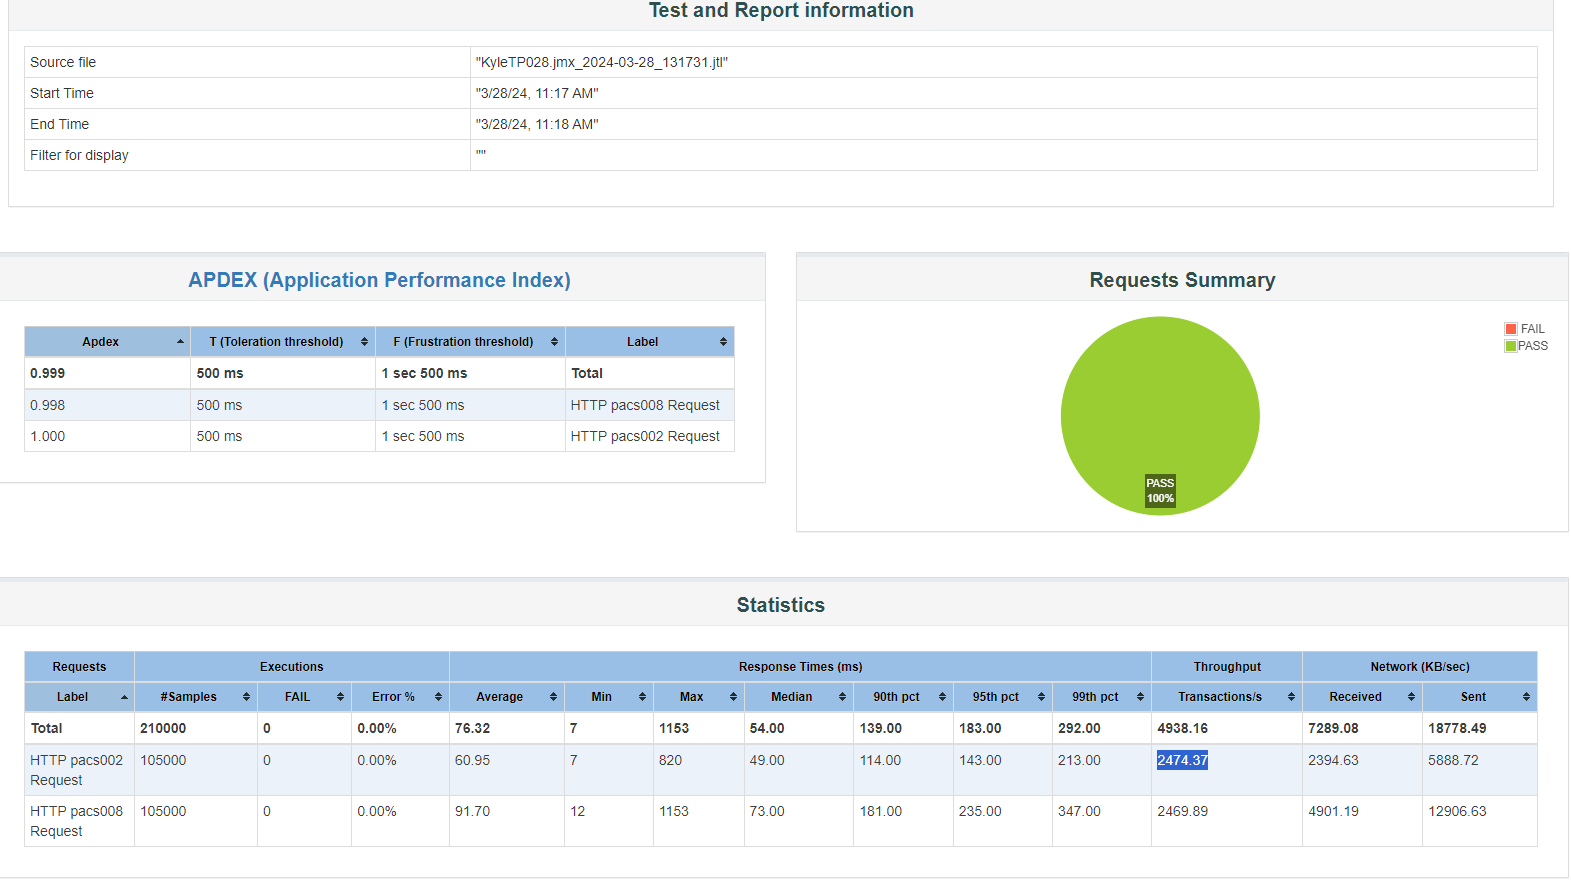 Test and Report information
Source file "KyleTP028.jmx_2024-03-28_131731.jtl"
Start Time "3/28/24, 11:17 AM"
End Time "3/28/24, 11:18 AM"
Filter for display ""
APDEX (Application Performance Index)
Apdex T (Toleration threshold) F (Frustration threshold) Label
0.999 500 ms 1 sec 500 ms Total
0.998 500 ms 1 sec 500 ms HTTP pacs008 Request
1.000 500 ms 1 sec 500 ms HTTP pacs002 Request
Requests Summary
FAIL
PASS
PASS
100%
Statistics
Requests Executions Response Times (ms) Throughput Network (KB/sec)
Label #Samples FAIL Error % Average Min Max Median 90th pct 95th pct 99th pct Transactions/s Received Sent
Total 210000 0 0.00% 76.32 7 1153 54.00 139.00 183.00 292.00 4938.16 7289.08 18778.49
HTTP pacs002 105000 0 0.00% 60.95 7 820 49.00 114.00 143.00 213.00 2474.37 2394.63 5888.72
Request
HTTP pacs008 105000 0 0.00% 91.70 12 1153 73.00 181.00 235.00 347.00 2469.89 4901.19 12906.63
Request